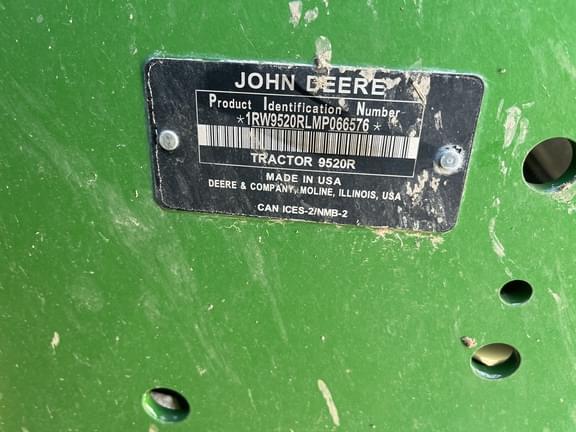 JOHN DEERE
Product Identification Number
*1RW9520RLMP066576*
TRACTOR 9520R
MADE IN USA
DEERE & COMPANY, MOLINE, ILLINOIS, USA
CAN ICES-2/NMB-2